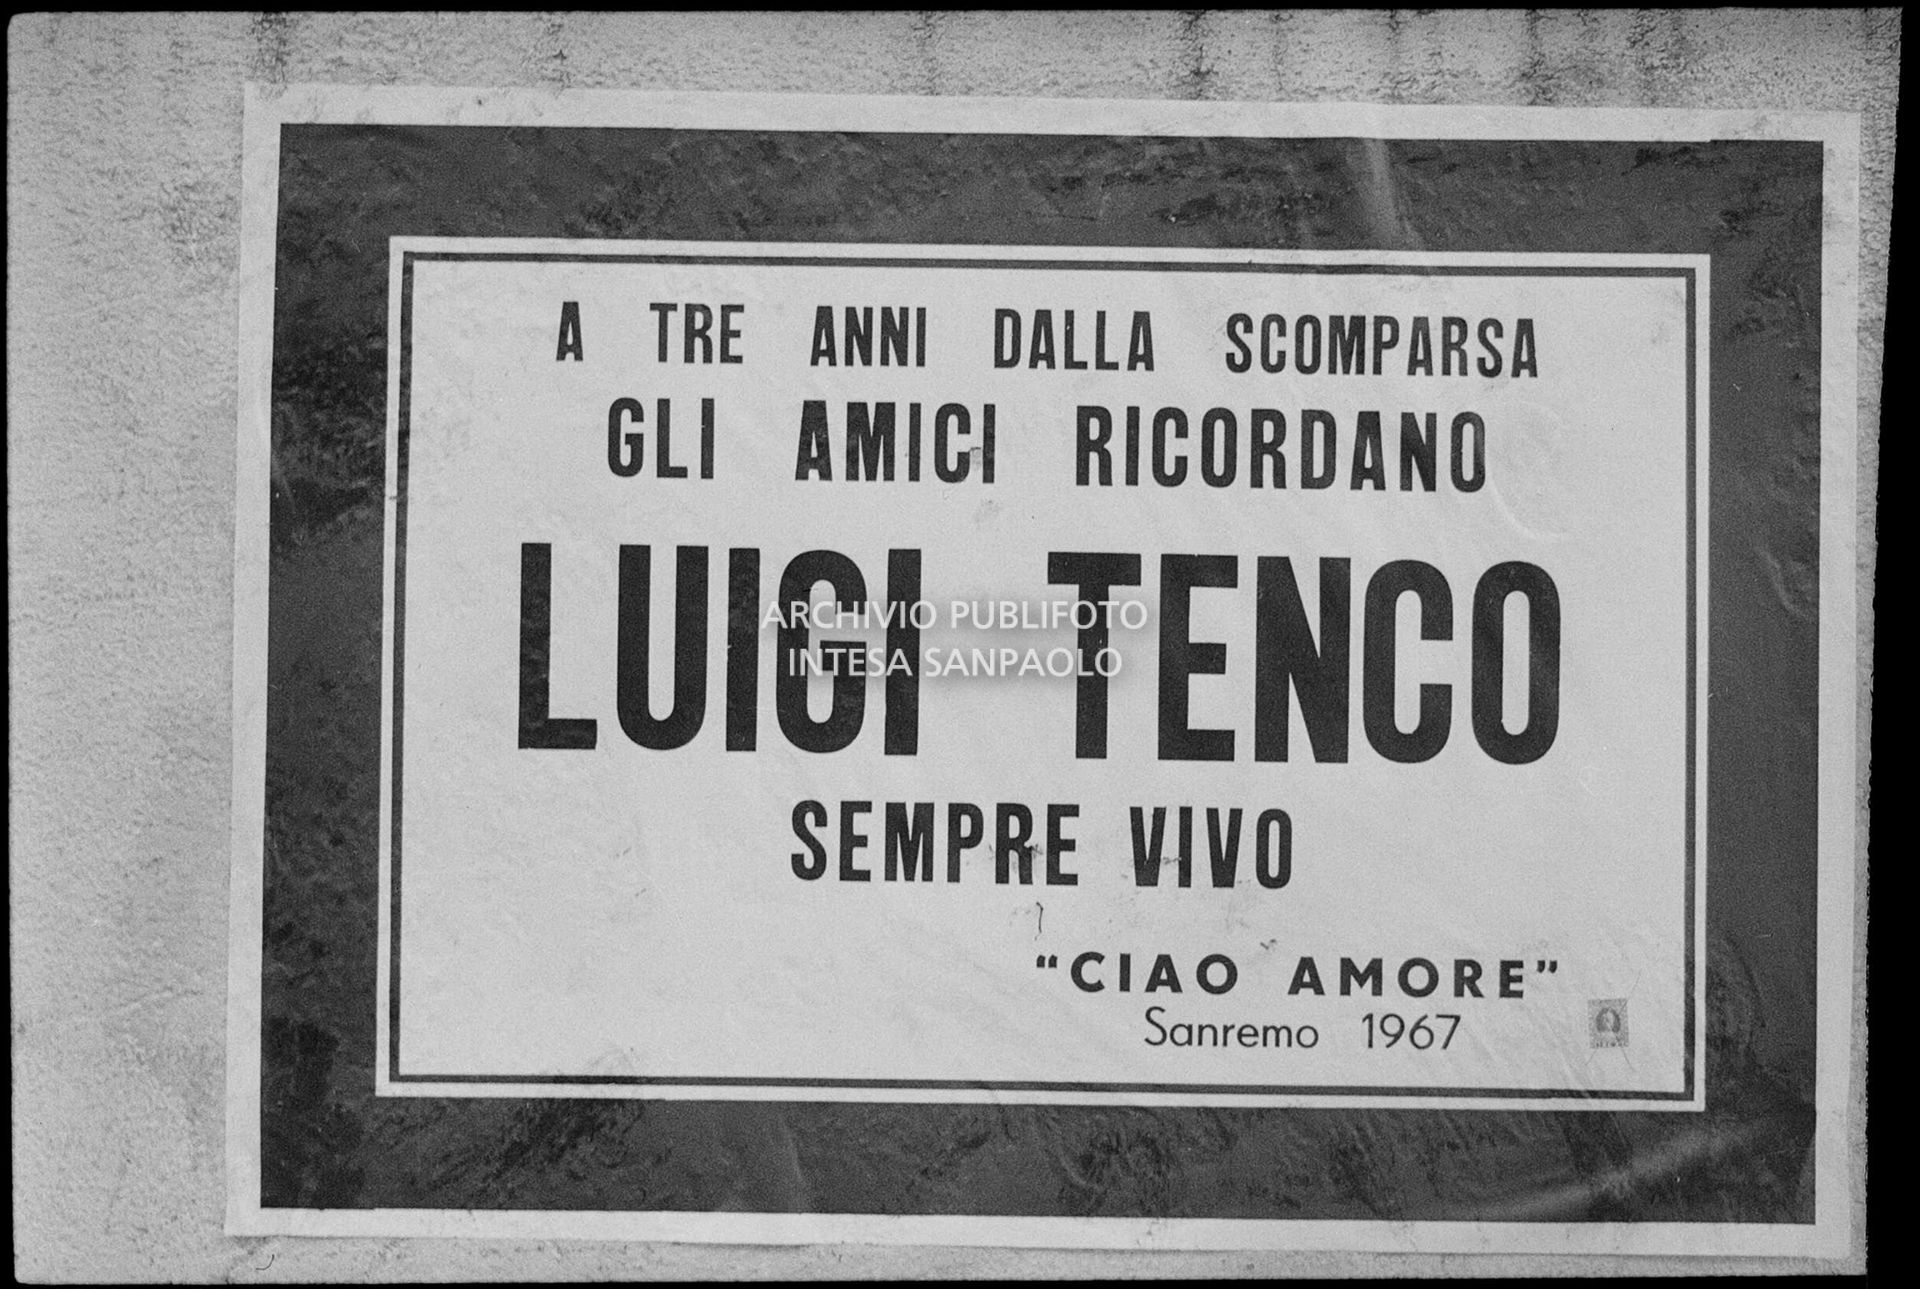 A TRE ANNI DALLA SCOMPARSA
GLI AMICI RICORDANO
LUIGI TENCO
ARCHIVIO PUBLIFOTO
INTESA SANPAOLO
SEMPRE VIVO
"CIAO AMORE"
Sanremo 1967